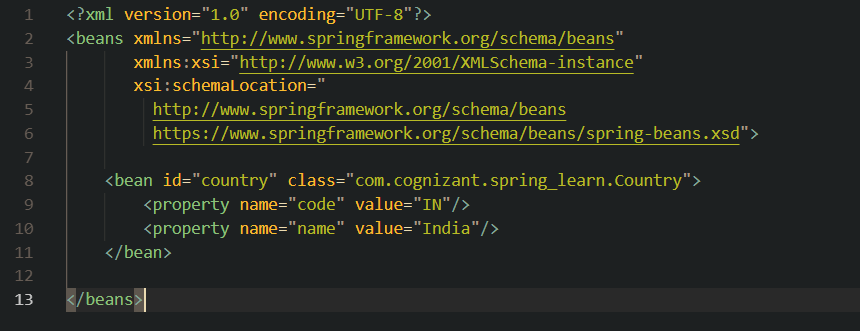 1 <?xml version="1.0" encoding="UTF-8"?>
2 <beans xmlns="http://www.springframework.org/schema/beans"
3 xmlns:xsi="http://www.w3.org/2001/XMLSchema-instance"
4 xsi:schemaLocation="
5 http://www.springframework.org/schema/beans
6 https://www.springframework.org/schema/beans/spring-beans.xsd">
7
8 <bean id="country" class="com.cognizant.spring_learn.Country">
9 <property name="code" value="IN"/>
10 <property name="name" value="India"/>
11 </bean>
12
13 </beans>